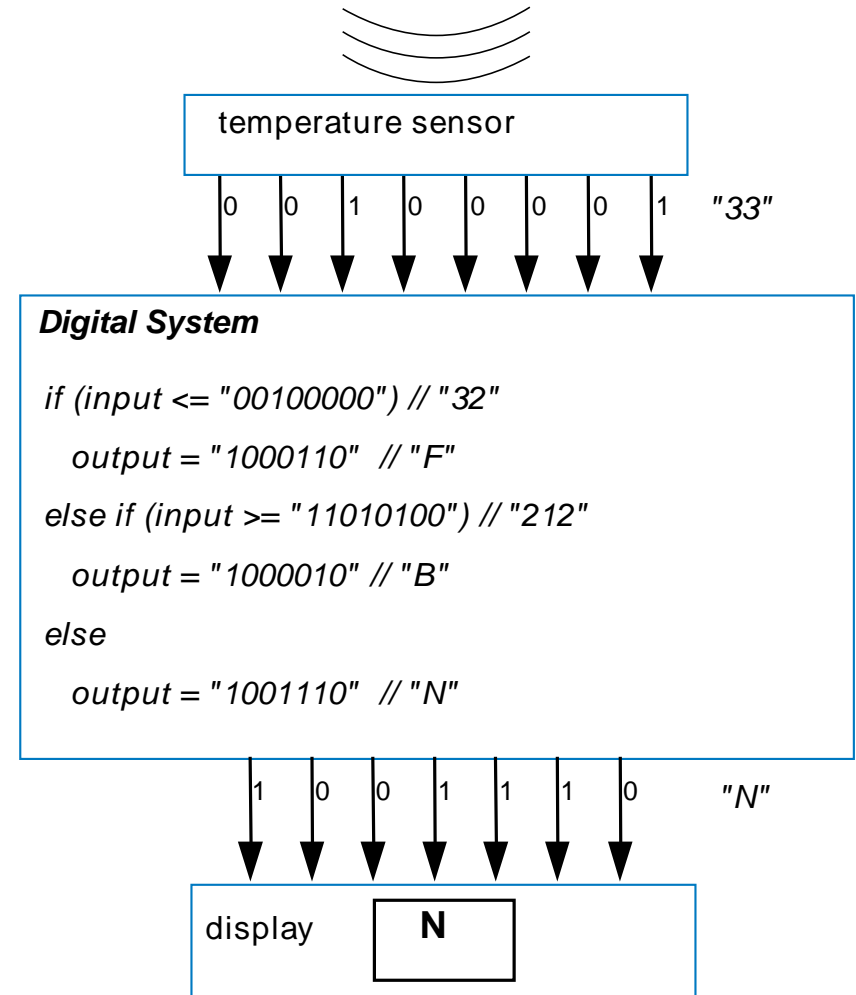 temperature sensor
0 0 1 0 0 0 0 1 "33"
Digital System
if (input <= "00100000") // "32"
output = "1000110" // "F"
else if (input >= "11010100") // "212"
output = "1000010" // "B"
else
output = "1001110" // "N"
1 0 0 1 1 1 0 "N"
display N